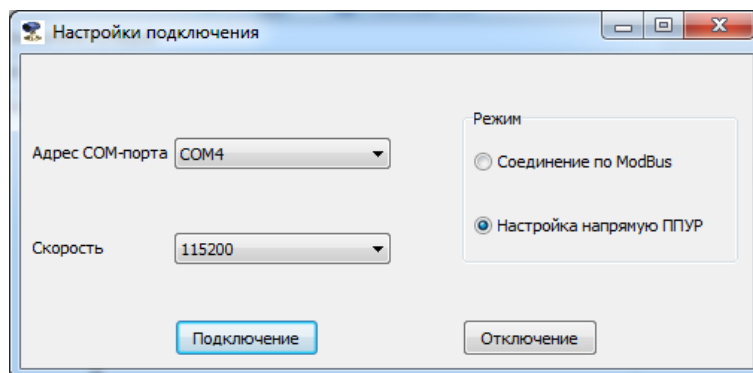 Настройки подключения
Режим
Адрес COM-порта COM4
Соединение по ModBus
Настройка напрямую ППУР
Скорость 115200
Подключение Отключение